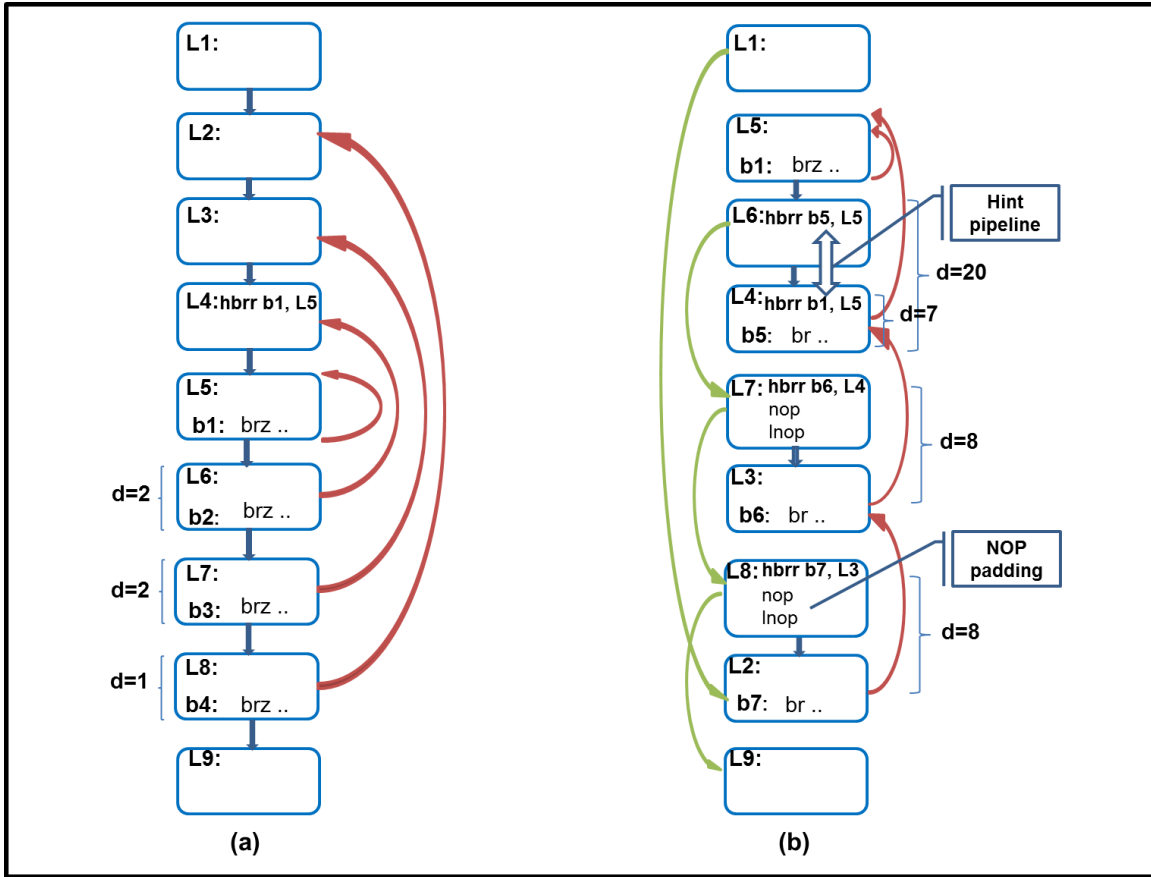 L1:
L2:
L3:
L4:hbrr b1, L5
L5:
b1: brz ..
L6:
d=2
b2: brz ..
L7:
d=2
b3: brz ..
L8:
d=1
b4: brz ..
L9:
(a)
L1:
L5:
b1: brz ..
L6:hbrr b5, L5
Hint
pipeline
d=20
L4:hbrr b1, L5
d=7
b5: br ..
L7: hbrr b6, L4
nop
lnop
d=8
L3:
b6: br ..
NOP
padding
L8: hbrr b7, L3
nop
lnop
d=8
L2:
b7: br ..
L9:
(b)